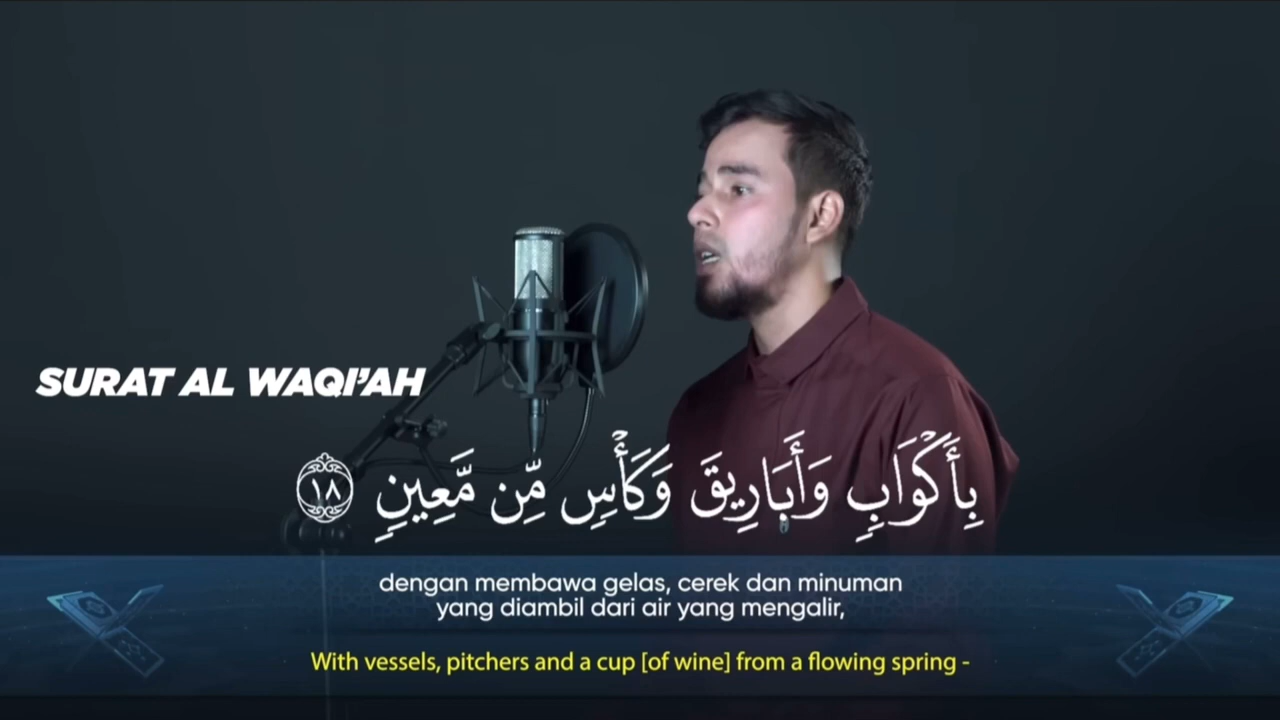 SURAT AL WAQI’AH
بِأَكْوَابٍ وَأَبَارِيقَ وَكَأْسٍ مِّن مَّعِينٍ ١٨
dengan membawa gelas, cerek dan minuman
yang diambil dari air yang mengalir,
With vessels, pitchers and a cup [of wine] from a flowing spring -